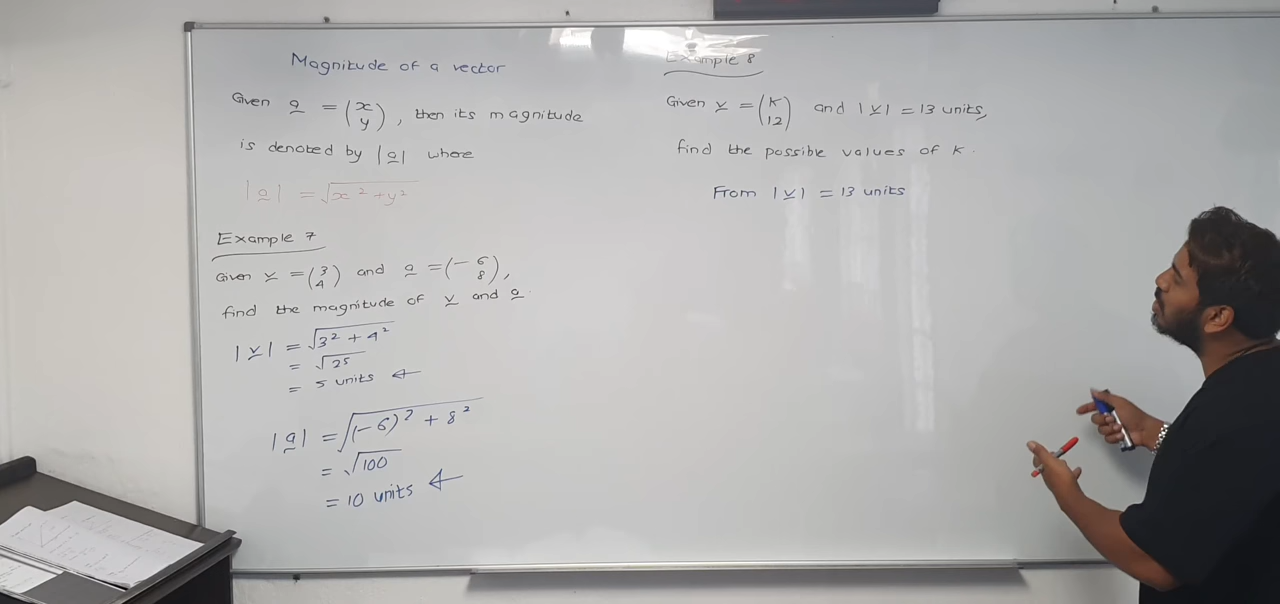 Magnitude of a vector
Given a = (x y), then its magnitude
is denoted by |a| where
|a| = √x² + y²
Example 7
Given v = (3 4) and a = (-6 8),
find the magnitude of v and a.
|v| = √3² + 4²
= √25
= 5 units ←
|a| = √(-6)² + 8²
= √100
= 10 units ←
Example 8
Given v = (K 12) and |v| = 13 units,
find the possible values of K.
From |v| = 13 units